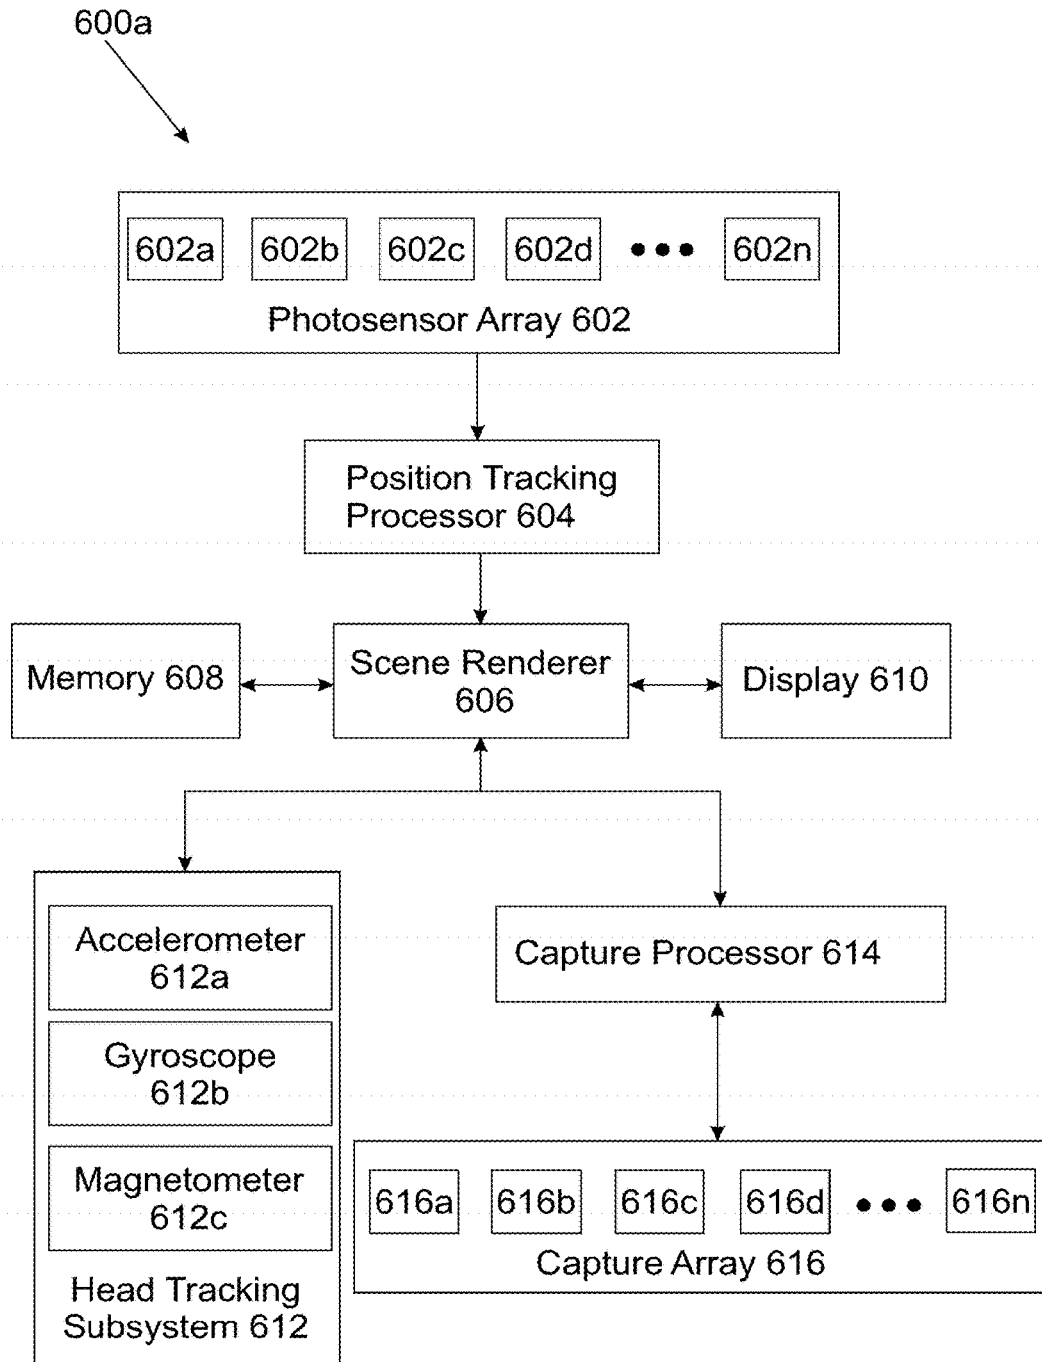 600a
602a 602b 602c 602d 602n
Photosensor Array 602
Position Tracking
Processor 604
Memory 608
Scene Renderer
606
Display 610
Accelerometer
612a
Gyroscope
612b
Magnetometer
612c
Head Tracking
Subsystem 612
Capture Processor 614
616a 616b 616c 616d 616n
Capture Array 616